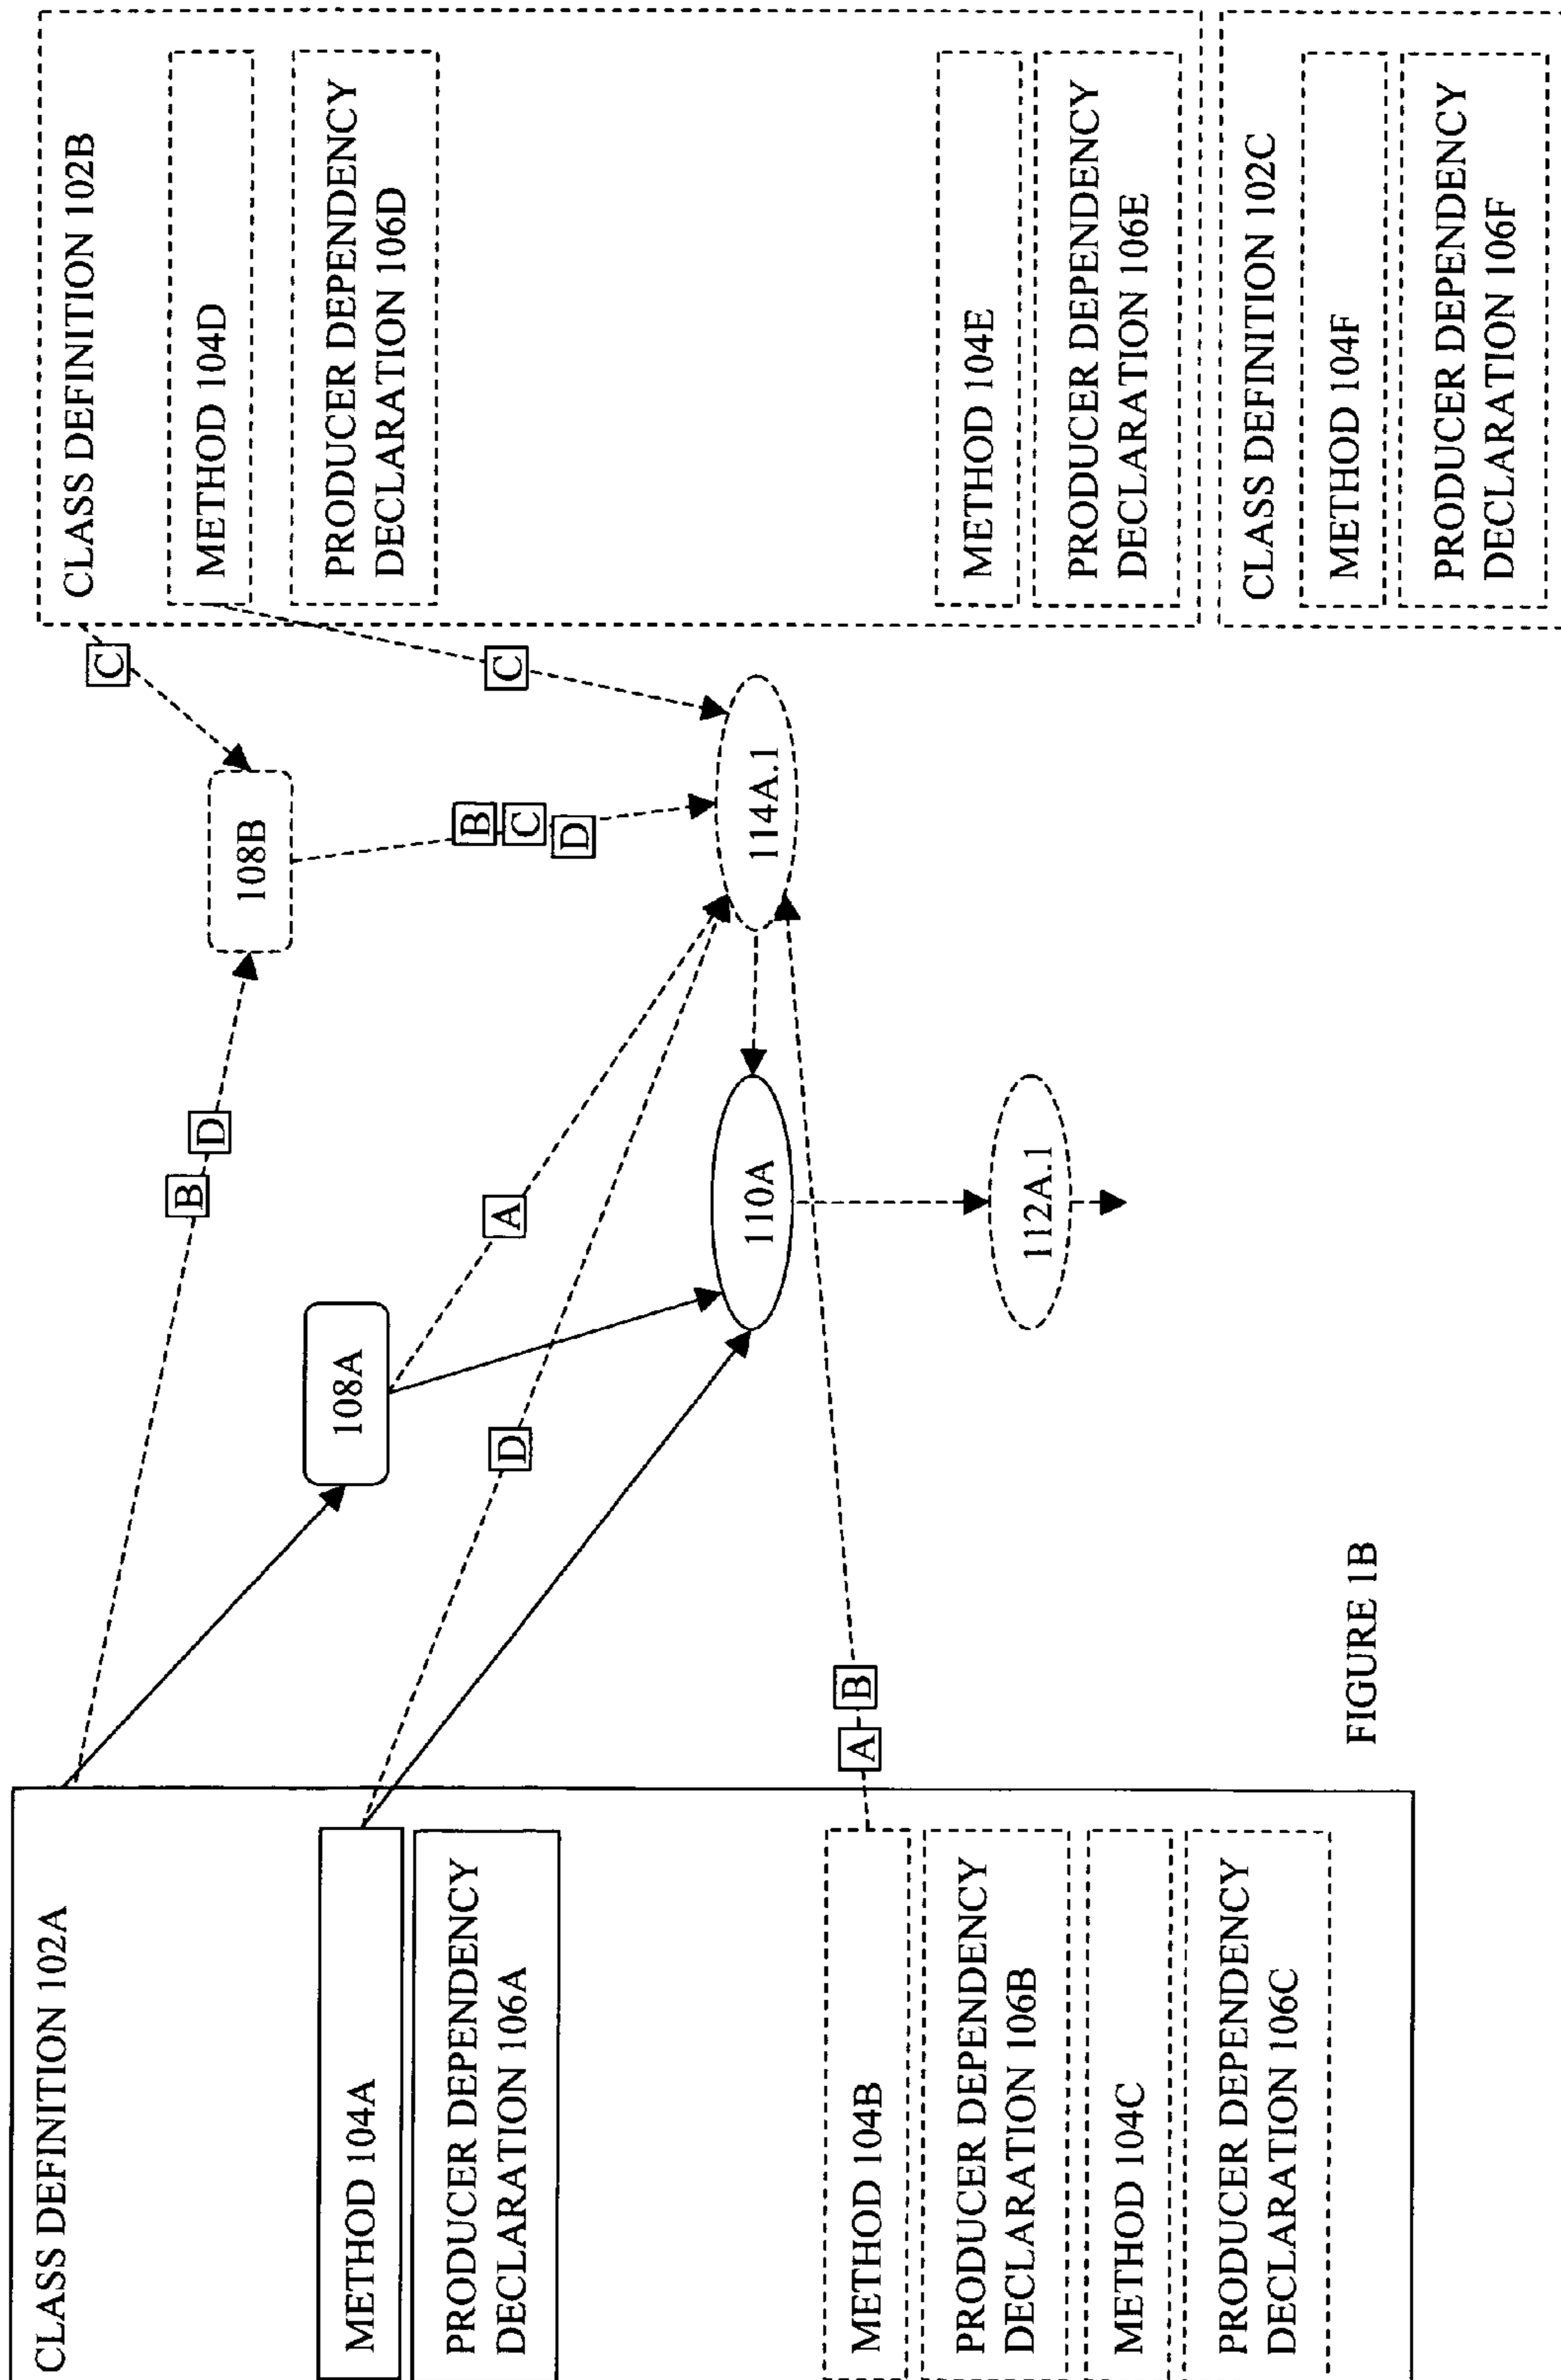 CLASS DEFINITION 102A
METHOD 104A
PRODUCER DEPENDENCY
DECLARATION 106A
METHOD 104B
PRODUCER DEPENDENCY
DECLARATION 106B
METHOD 104C
PRODUCER DEPENDENCY
DECLARATION 106C
B
D
108A
A
D
A
B
108B
C
C
B
C
D
114A.1
110A
112A.1
CLASS DEFINITION 102B
METHOD 104D
PRODUCER DEPENDENCY
DECLARATION 106D
METHOD 104E
PRODUCER DEPENDENCY
DECLARATION 106E
CLASS DEFINITION 102C
METHOD 104F
PRODUCER DEPENDENCY
DECLARATION 106F
FIGURE 1B